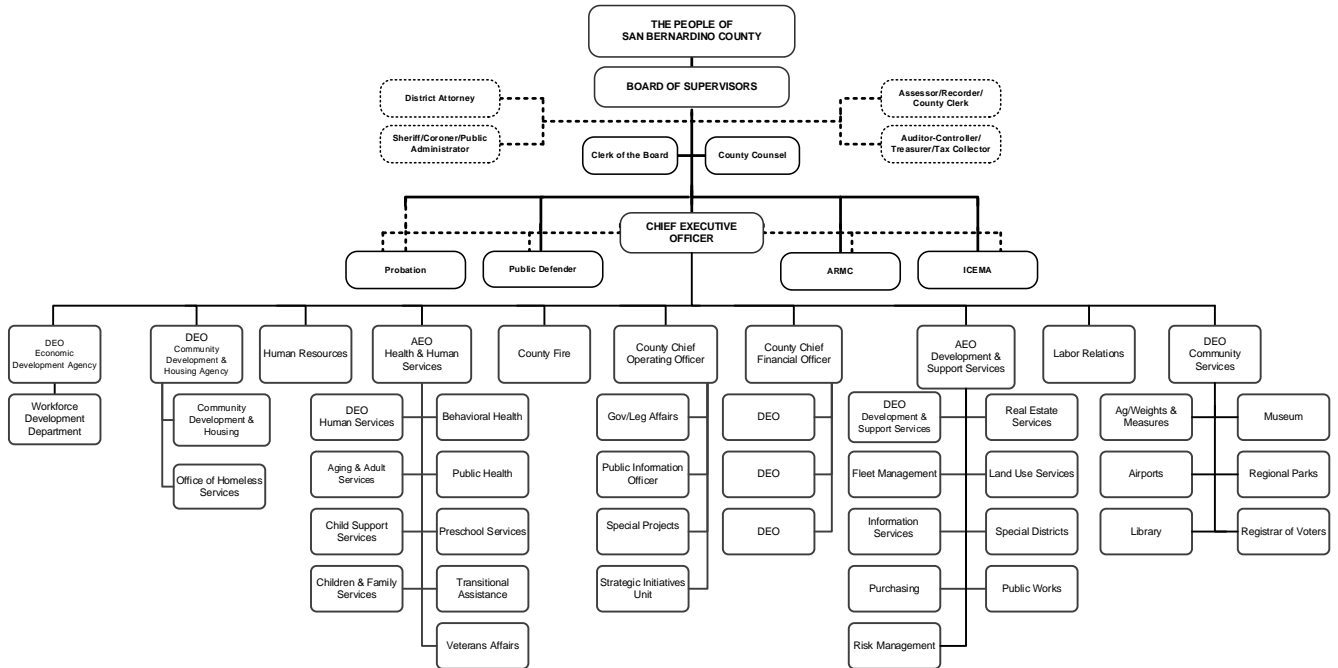 THE PEOPLE OF
SAN BERNARDINO COUNTY
BOARD OF SUPERVISORS
District Attorney
Assessor/Recorder/
County Clerk
Sheriff/Coroner/Public
Administrator
Auditor-Controller/
Treasurer/Tax Collector
Clerk of the Board
County Counsel
CHIEF EXECUTIVE
OFFICER
Probation
Public Defender
ARMC
ICEMA
DEO
Economic
Development Agency
DEO
Community
Development &
Housing Agency
Human Resources
AEO
Health & Human
Services
County Fire
County Chief
Operating Officer
County Chief
Financial Officer
AEO
Development &
Support Services
Labor Relations
DEO
Community
Services
Workforce
Development
Department
Community
Development &
Housing
Office of Homeless
Services
DEO
Human Services
Behavioral Health
Aging & Adult
Services
Public Health
Child Support
Services
Preschool Services
Children & Family
Services
Transitional
Assistance
Veterans Affairs
Gov/Leg Affairs
Public Information
Officer
Special Projects
Strategic Initiatives
Unit
DEO
DEO
DEO
DEO
Development &
Support Services
Real Estate
Services
Fleet Management
Land Use Services
Information
Services
Special Districts
Purchasing
Public Works
Risk Management
Ag/Weights &
Measures
Museum
Airports
Regional Parks
Library
Registrar of Voters